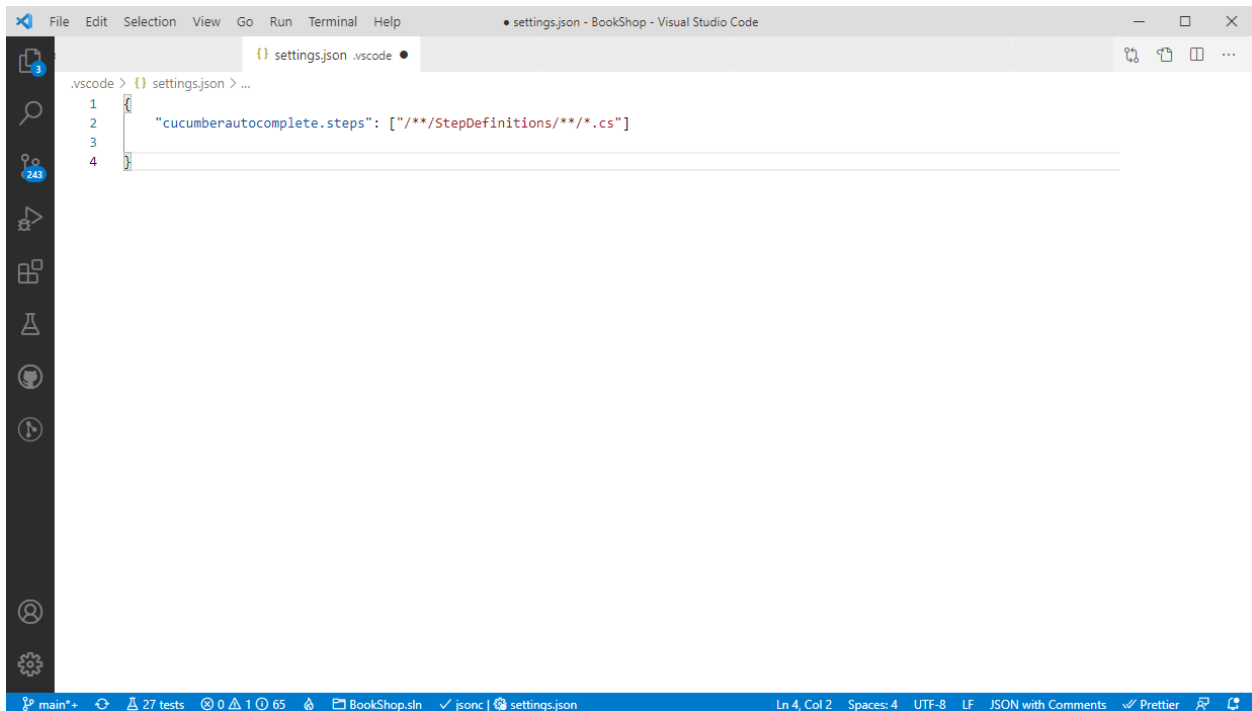 File Edit Selection View Go Run Terminal Help
● settings.json - BookShop - Visual Studio Code
{} settings.json .vscode ●
.vscode > {} settings.json > ...
1 {
2 "cucumberautocomplete.steps": ["/**/StepDefinitions/**/*.cs"]
3
4 }
3
243
main*+ 27 tests 0 1 65 BookShop.sln ✓ jsonc | settings.json Ln 4, Col 2 Spaces: 4 UTF-8 LF JSON with Comments Prettier